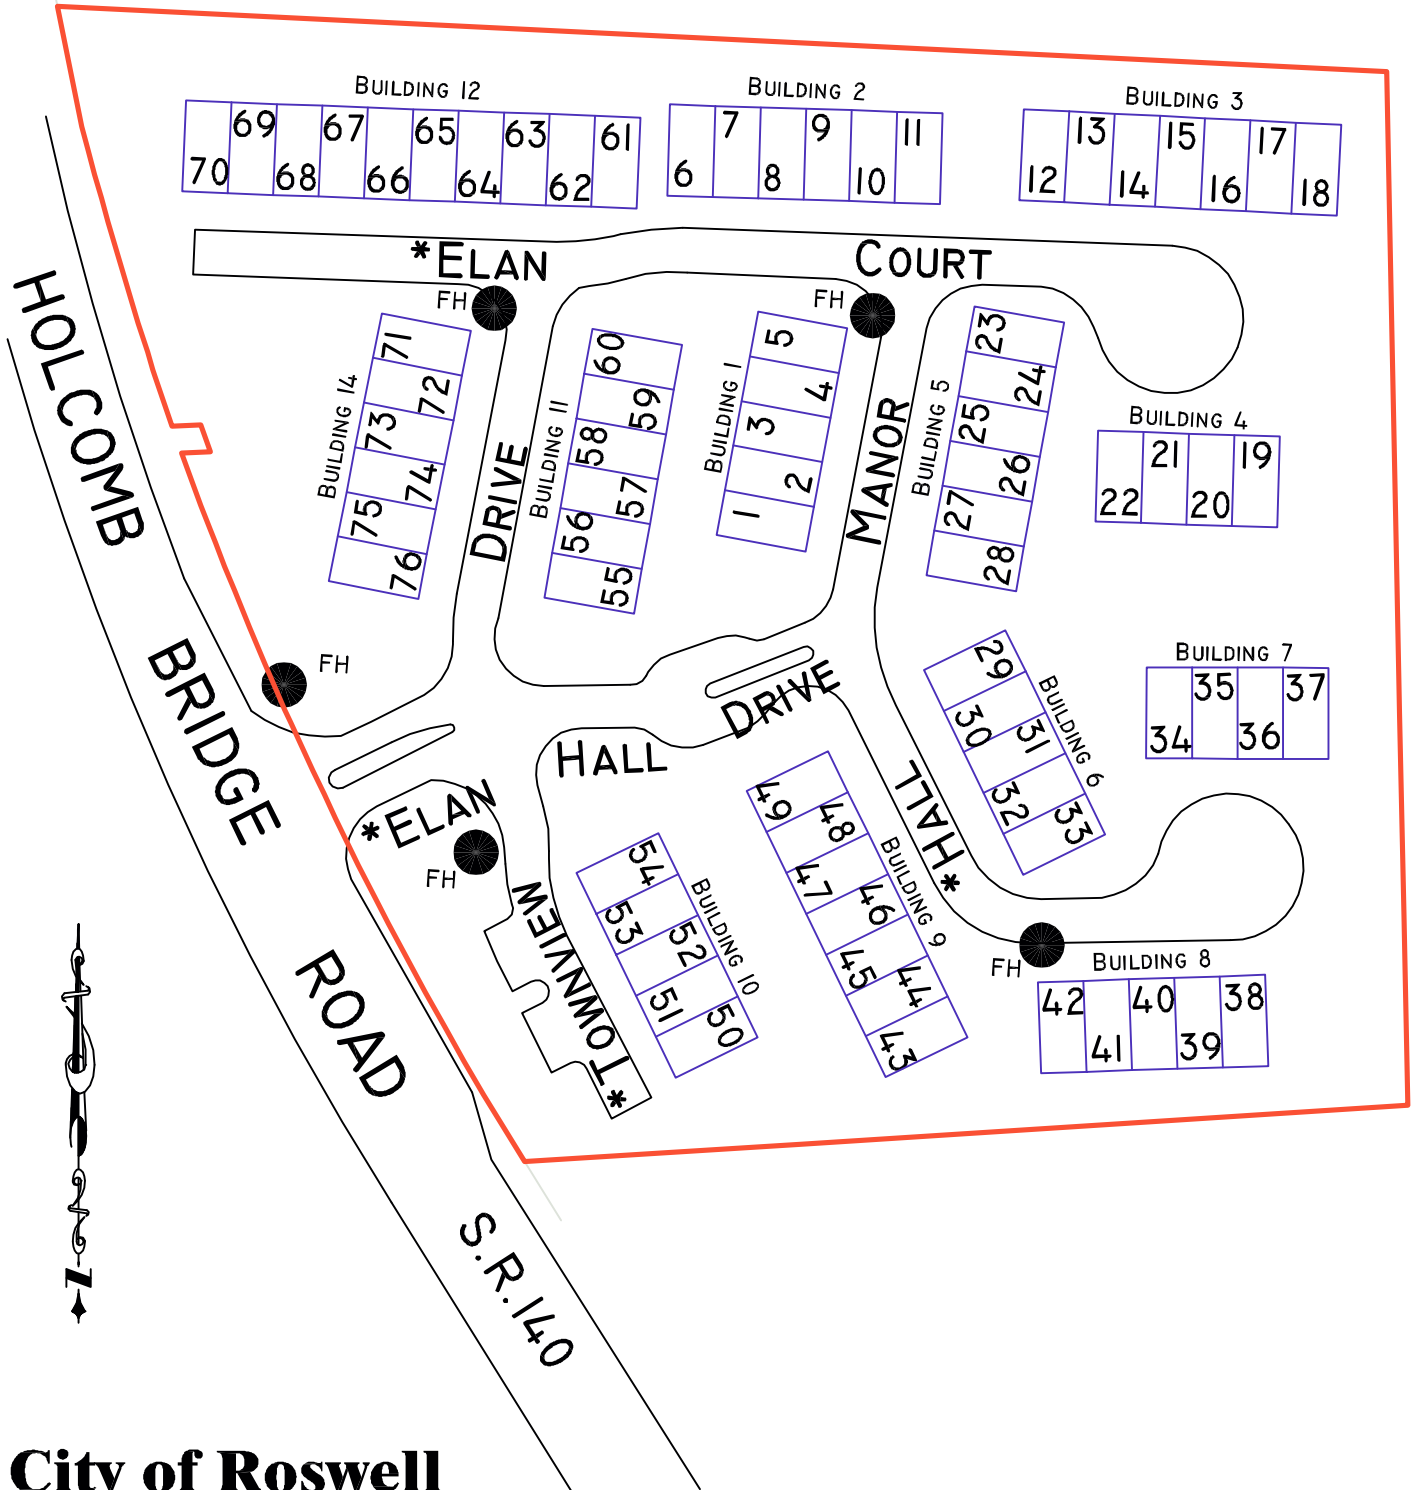 BUILDING 12
69 67 65 63 61
70 68 66 64 62
BUILDING 2
7 9 11
6 8 10
BUILDING 3
13 15 17
12 14 16 18
*ELAN
COURT
FH
FH
BUILDING 14
71
72
73
74
75
76
DRIVE
BUILDING 11
60
59
58
57
56
55
BUILDING 1
5
4
3
2
1
MANOR
BUILDING 5
23
24
25
26
27
28
BUILDING 4
21 19
22 20
HOLCOMB
BRIDGE
ROAD
S.R.140
FH
HALL
DRIVE
*ELAN
FH
*TOWNVIEW
*HALL
BUILDING 6
29
30
31
32
33
BUILDING 7
35 37
34 36
BUILDING 10
54
53
52
51
50
BUILDING 9
49
48
47
46
45
44
43
FH
BUILDING 8
42 40 38
41 39
N
City of Roswell